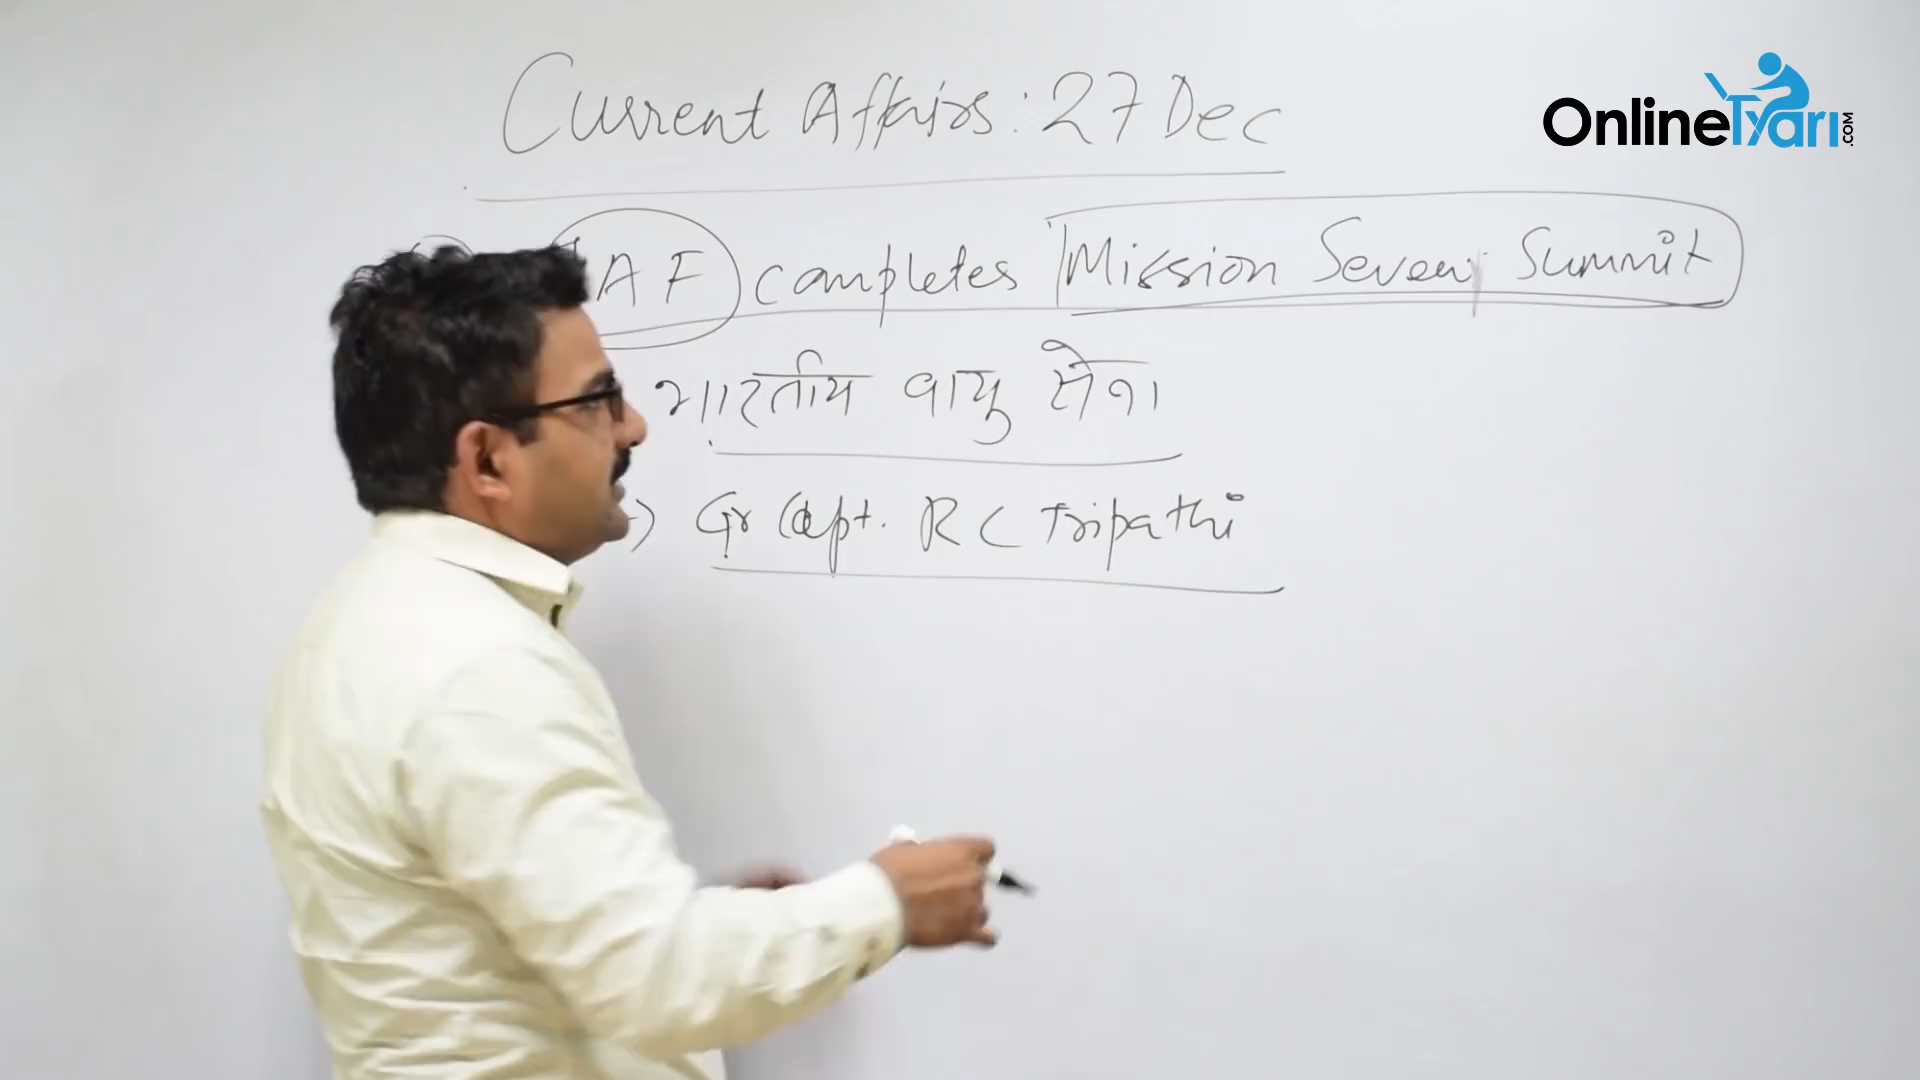 Current Affairs: 27 Dec
OnlineTyari.COM
AF completes Mission Seven Summit
भारतीय वायु सेना
Gr Capt. R C Tripathi